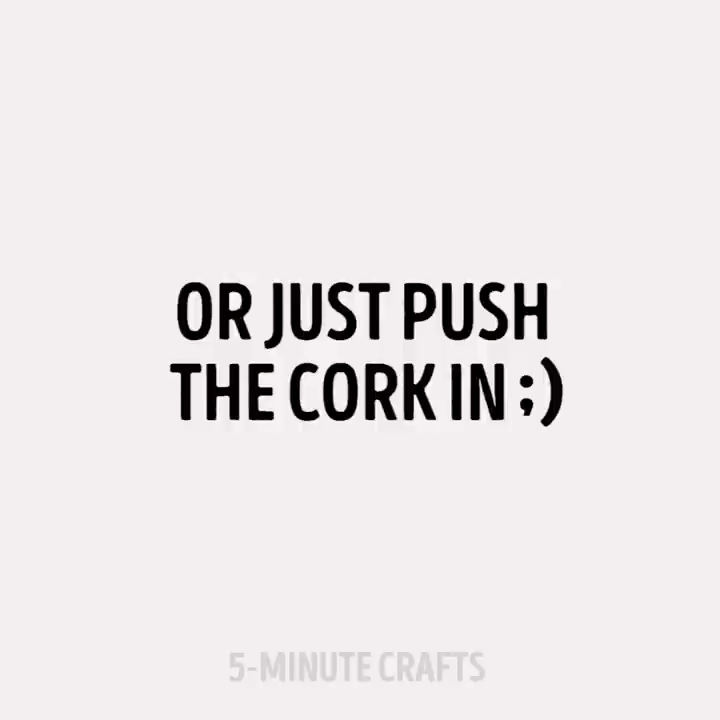 OR JUST PUSH
THE CORK IN ;)
5-MINUTE CRAFTS